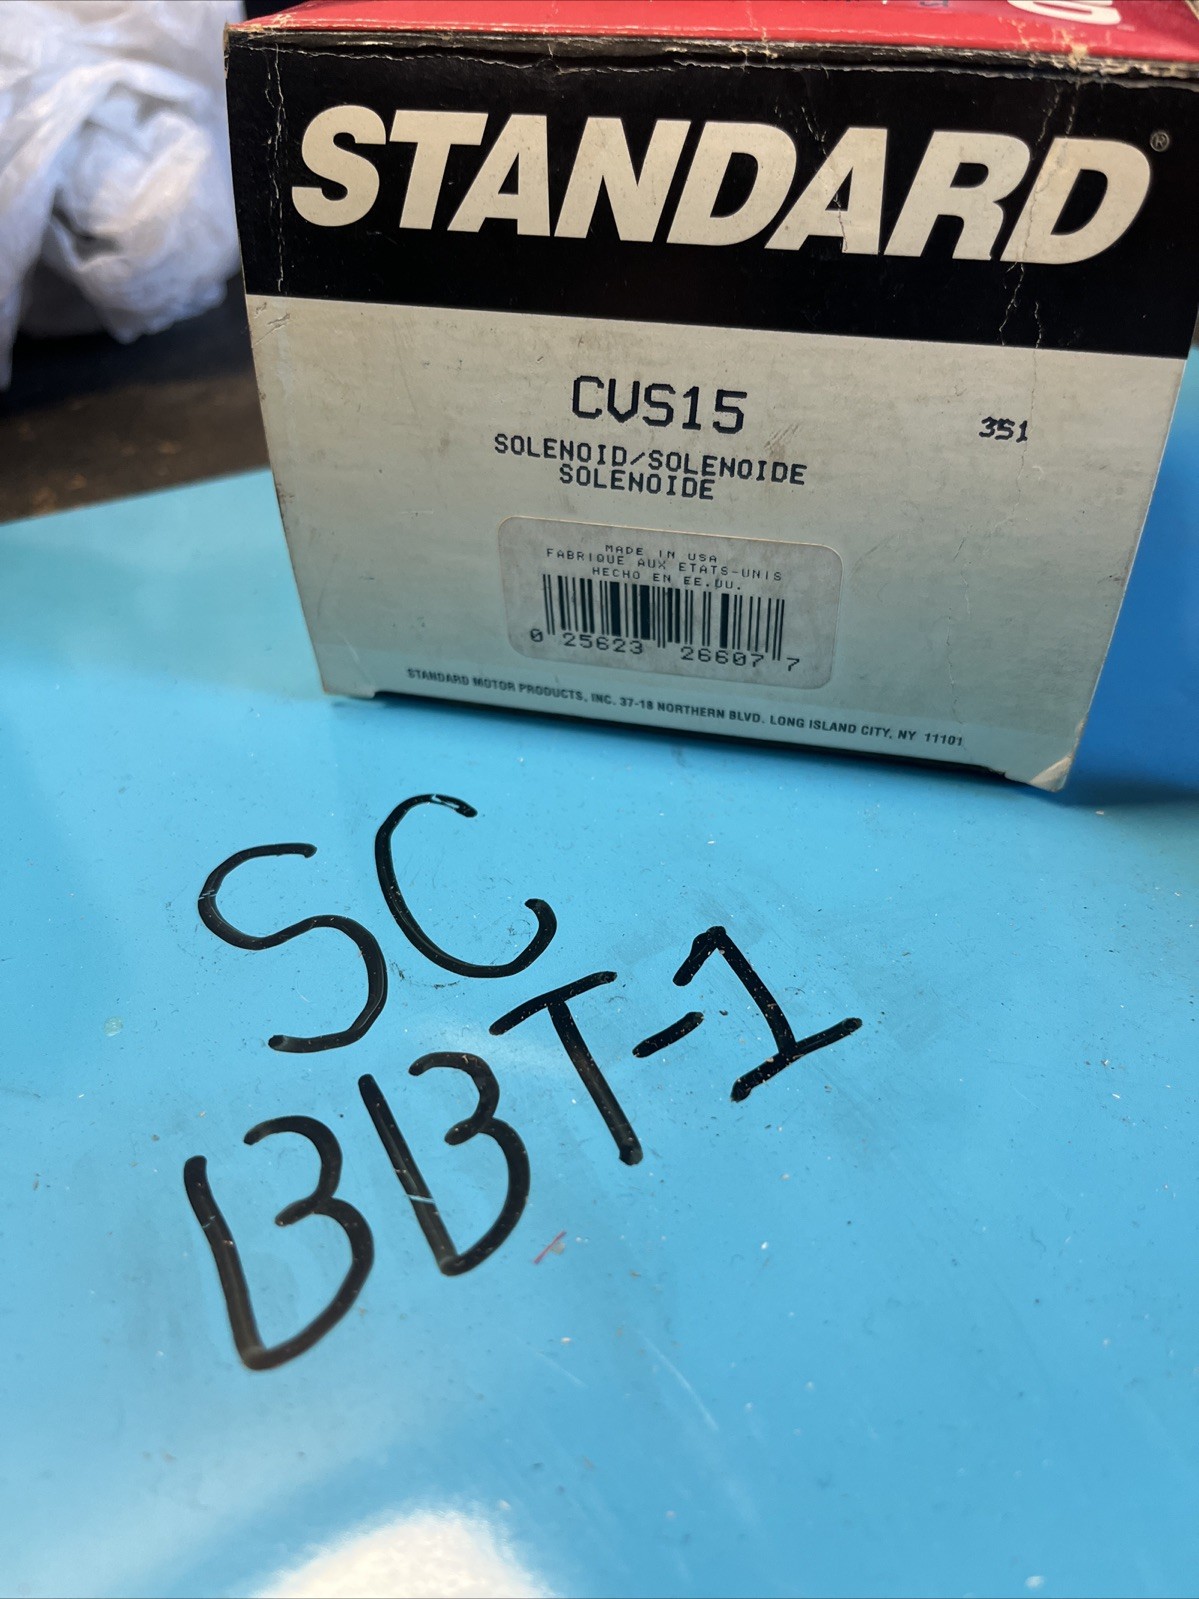 STANDARD®
CVS15
351
SOLENOID/SOLENOIDE
SOLENOIDE
MADE IN USA
FABRIQUE AUX ETATS-UNIS
HECHO EN EE.UU.
0 25623 26607 7
STANDARD MOTOR PRODUCTS, INC. 37-18 NORTHERN BLVD. LONG ISLAND CITY, NY 11101
SC
BBT-1